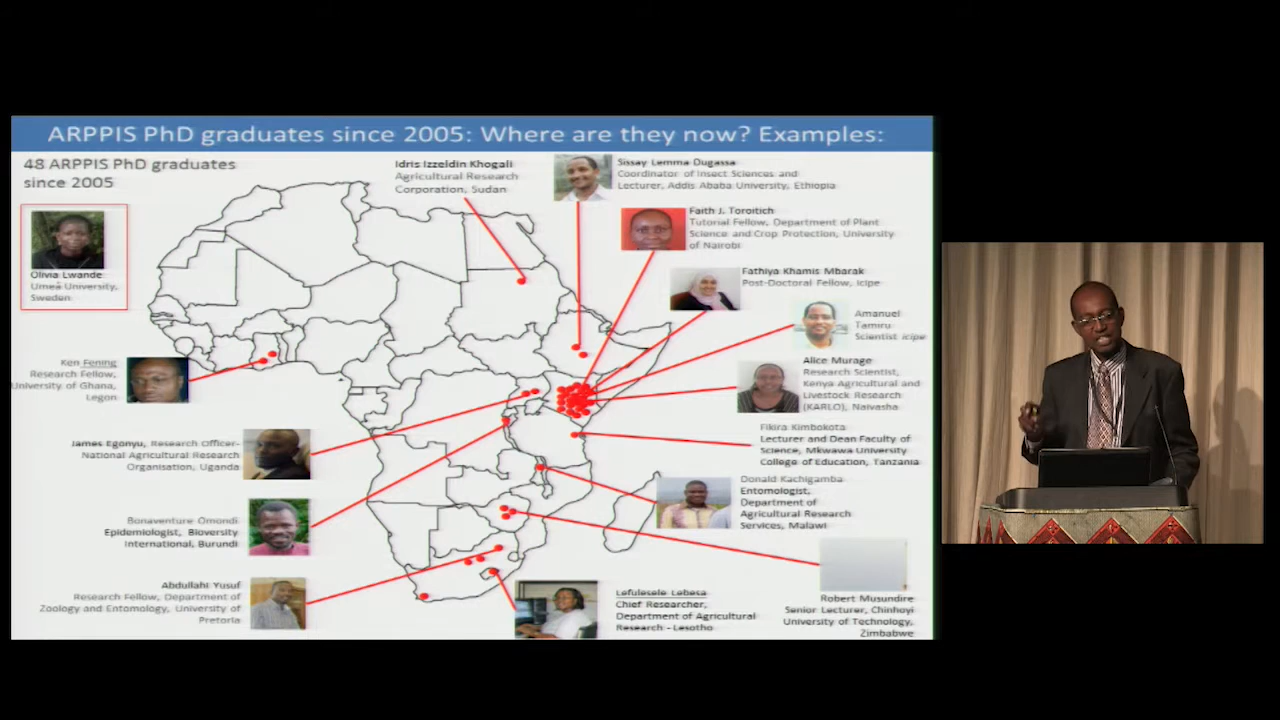 ARPPIS PhD graduates since 2005: Where are they now? Examples:
48 ARPPIS PhD graduates
since 2005
Olivia Lwande
Umeå University,
Sweden
Idris Izzeldin Khogali
Agricultural Research
Corporation, Sudan
Sissay Lemma Dugassa
Coordinator of Insect Sciences and
Lecturer, Addis Ababa University, Ethiopia
Faith J. Toroitich
Tutorial Fellow, Department of Plant
Science and Crop Protection, University
of Nairobi
Fathiya Khamis Mbarak
Post-Doctoral Fellow, icipe
Amanuel
Tamiru
Scientist icipe
Alice Murage
Research Scientist,
Kenya Agricultural and
Livestock Research
(KARLO), Naivasha
Ken Fening
Research Fellow,
University of Ghana,
Legon
Fikira Kimbokota
Lecturer and Dean Faculty of
Science, Mkwawa University
College of Education, Tanzania
James Egonyu, Research Officer-
National Agricultural Research
Organisation, Uganda
Donald Kachigamba
Entomologist,
Department of
Agricultural Research
Services, Malawi
Bonaventure Omondi
Epidemiologist, Bioversity
International, Burundi
Abdullahi Yusuf
Research Fellow, Department of
Zoology and Entomology, University of
Pretoria
Lefulesele Lebesa
Chief Researcher,
Department of Agricultural
Research - Lesotho
Robert Musundire
Senior Lecturer, Chinhoyi
University of Technology,
Zimbabwe